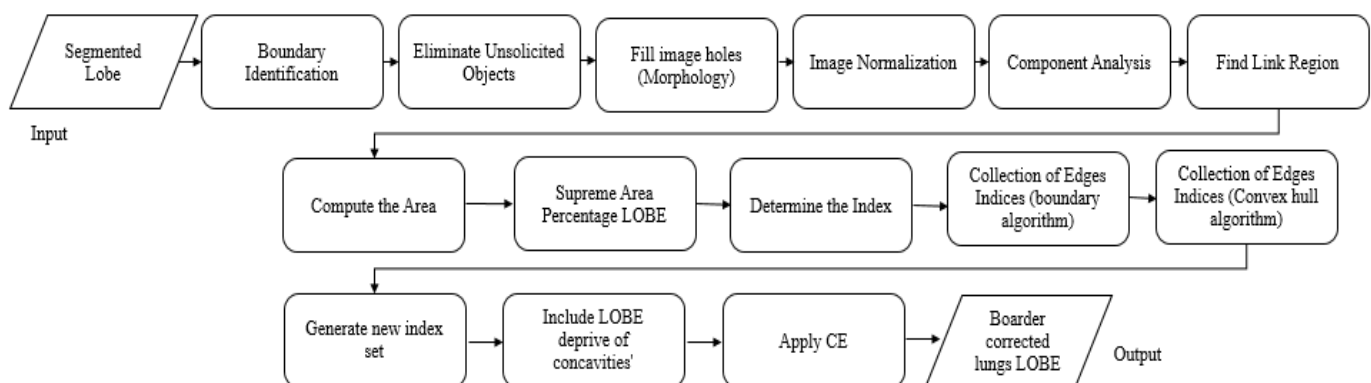 Segmented
Lobe
Boundary
Identification
Eliminate Unsolicited
Objects
Fill image holes
(Morphology)
Image Normalization
Component Analysis
Find Link Region
Input
Compute the Area
Supreme Area
Percentage LOBE
Determine the Index
Collection of Edges
Indices (boundary
algorithm)
Collection of Edges
Indices (Convex hull
algorithm)
Generate new index
set
Include LOBE
deprive of
concavities'
Apply CE
Boarder
corrected
lungs LOBE
Output